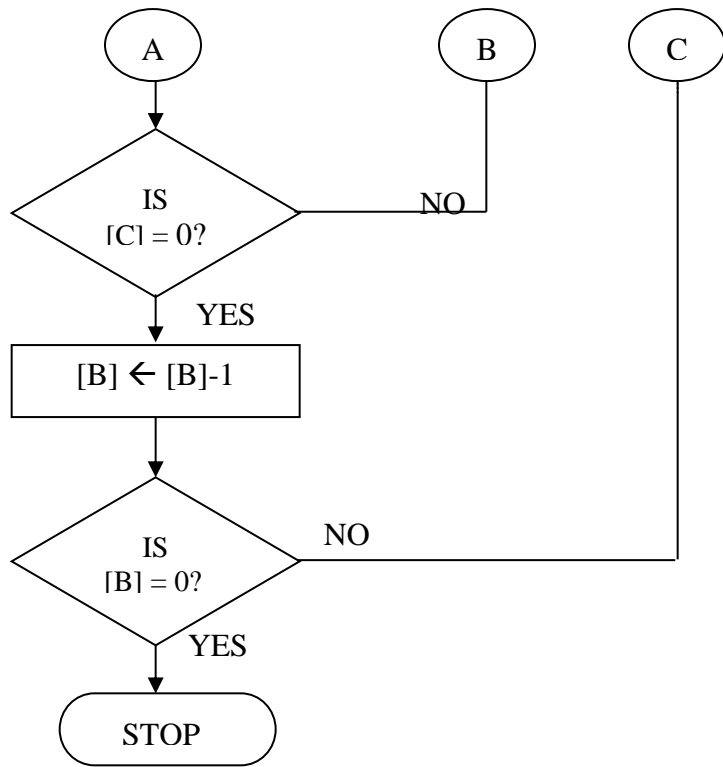 A
B
C
IS
[C] = 0?
NO
YES
[B] ← [B]-1
IS
[B] = 0?
NO
YES
STOP